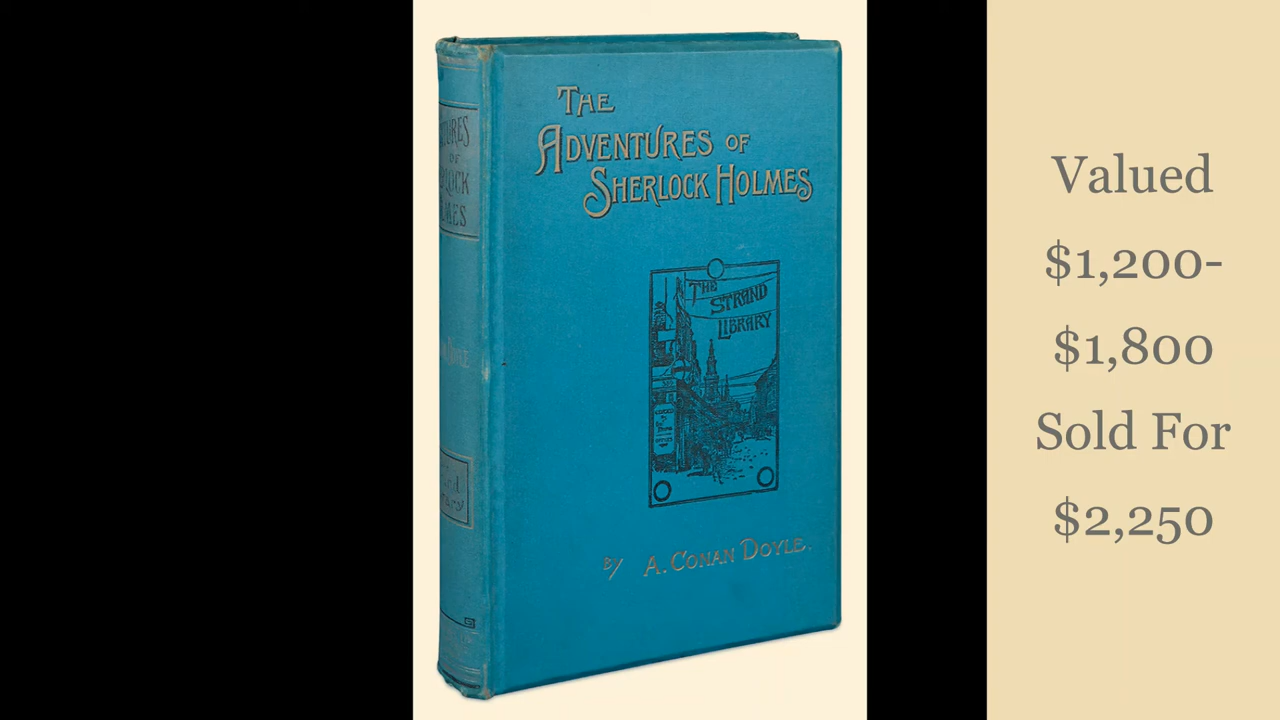 THE
ADVENTURES OF
SHERLOCK HOLMES
THE
STRAND
LIBRARY
BY A. CONAN DOYLE.
OF
Valued
$1,200-
$1,800
Sold For
$2,250